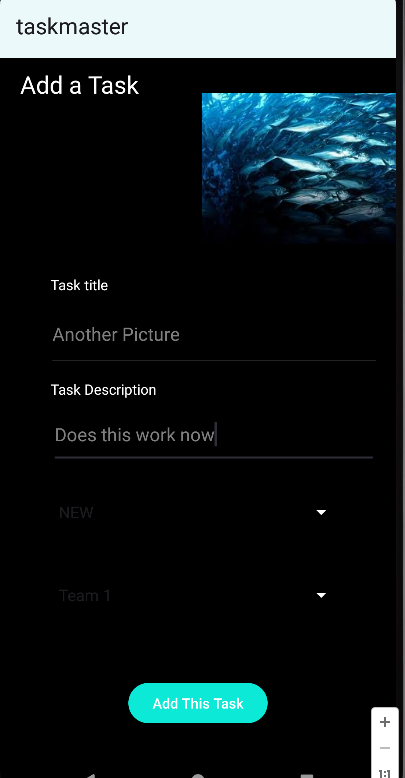 taskmaster
Add a Task
Task title
Another Picture
Task Description
Does this work now
NEW
Team 1
Add This Task
1:1